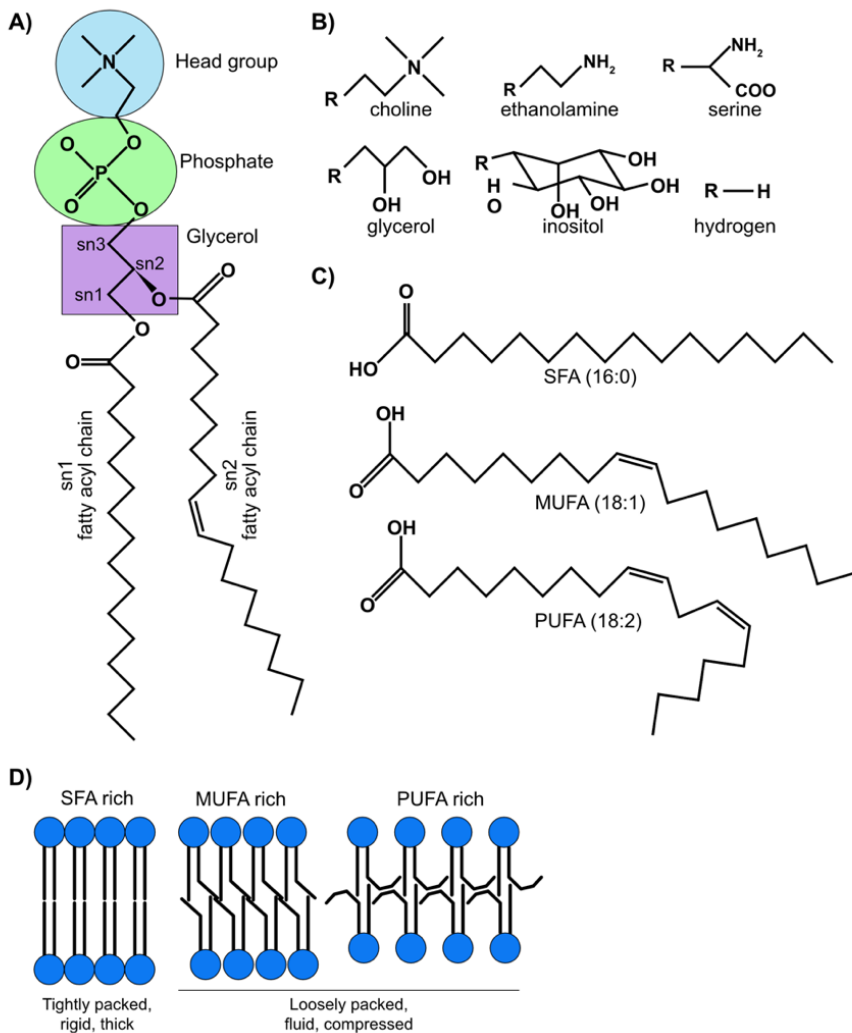 A)
N
Head group
O
O
P
Phosphate
O
O
Glycerol
sn3
sn2
sn1
O
O
O
O
sn1
fatty acyl chain
sn2
fatty acyl chain
B)
N
R
choline
NH2
R
ethanolamine
NH2
R
COO
serine
R
OH
OH
glycerol
R
OH
H
O
OH
OH
OH
inositol
R
H
hydrogen
C)
O
HO
SFA (16:0)
OH
O
MUFA (18:1)
OH
O
PUFA (18:2)
D)
SFA rich
MUFA rich
PUFA rich
Tightly packed,
rigid, thick
Loosely packed,
fluid, compressed